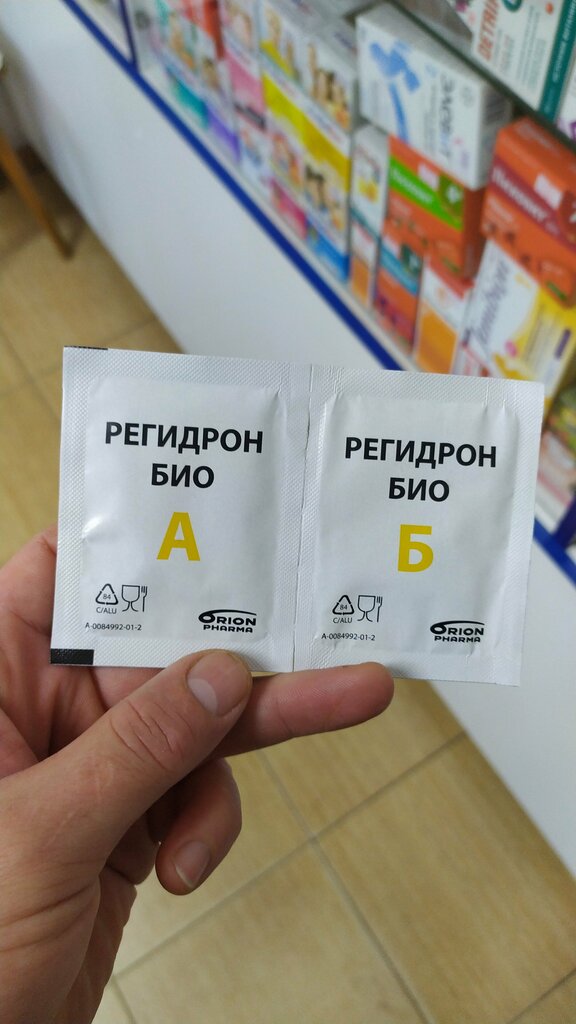 РЕГИДРОН
БИО
А
84
C/ALU
A-0084992-01-2
ORION
PHARMA
РЕГИДРОН
БИО
Б
84
C/ALU
A-0084992-01-2
ORION
PHARMA